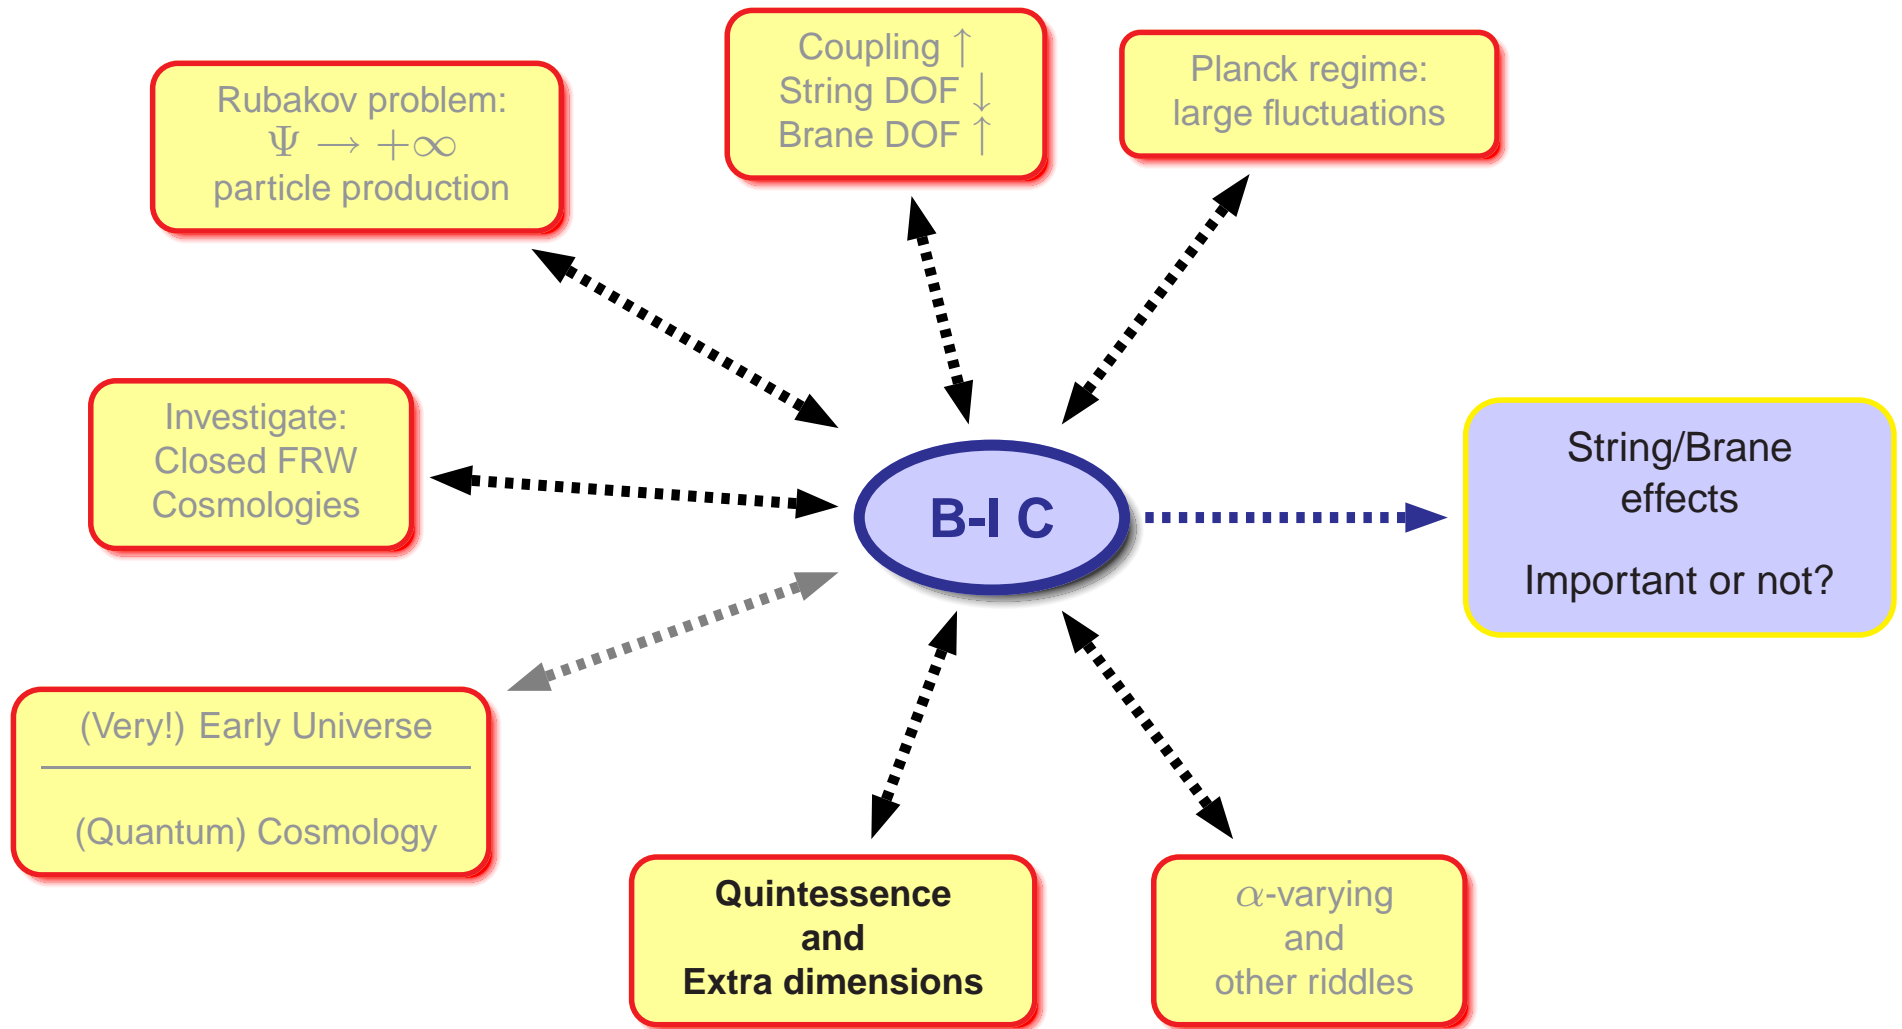 Rubakov problem:
Ψ → +∞
particle production
Coupling ↑
String DOF ↓
Brane DOF ↑
Planck regime:
large fluctuations
Investigate:
Closed FRW
Cosmologies
B-I C
String/Brane
effects
Important or not?
(Very!) Early Universe
(Quantum) Cosmology
Quintessence
and
Extra dimensions
α-varying
and
other riddles